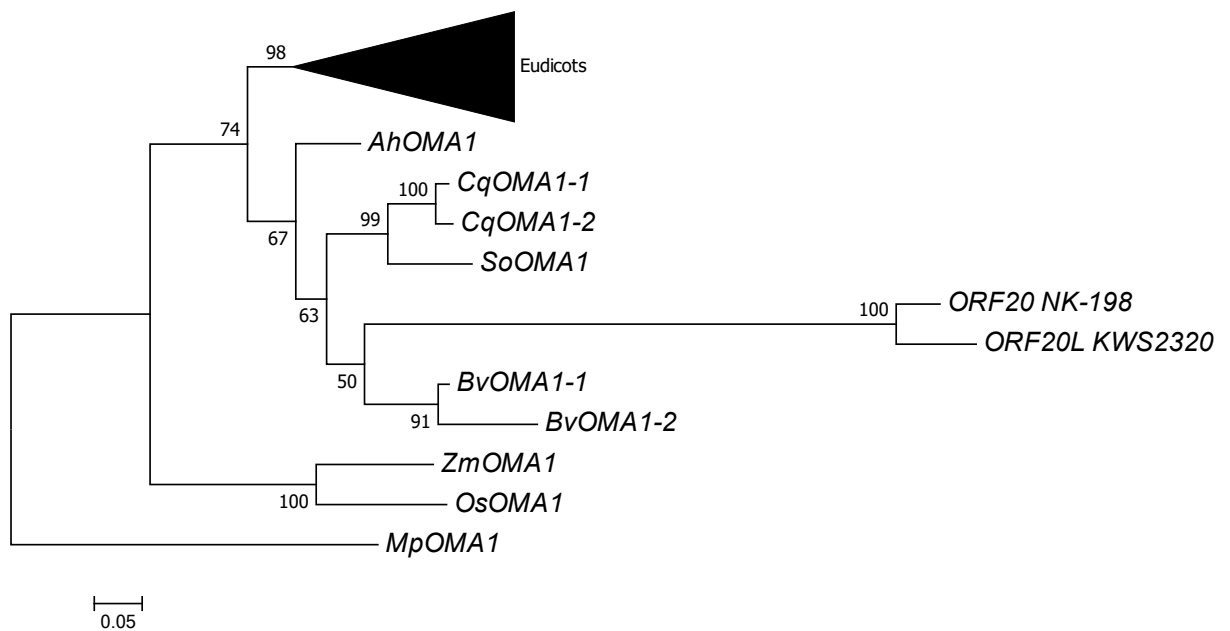 98
Eudicots
74
AhOMA1
CqOMA1-1
100
CqOMA1-2
99
67
SoOMA1
ORF20 NK-198
100
63
ORF20L KWS2320
BvOMA1-1
50
91
BvOMA1-2
ZmOMA1
100
OsOMA1
MpOMA1
0.05